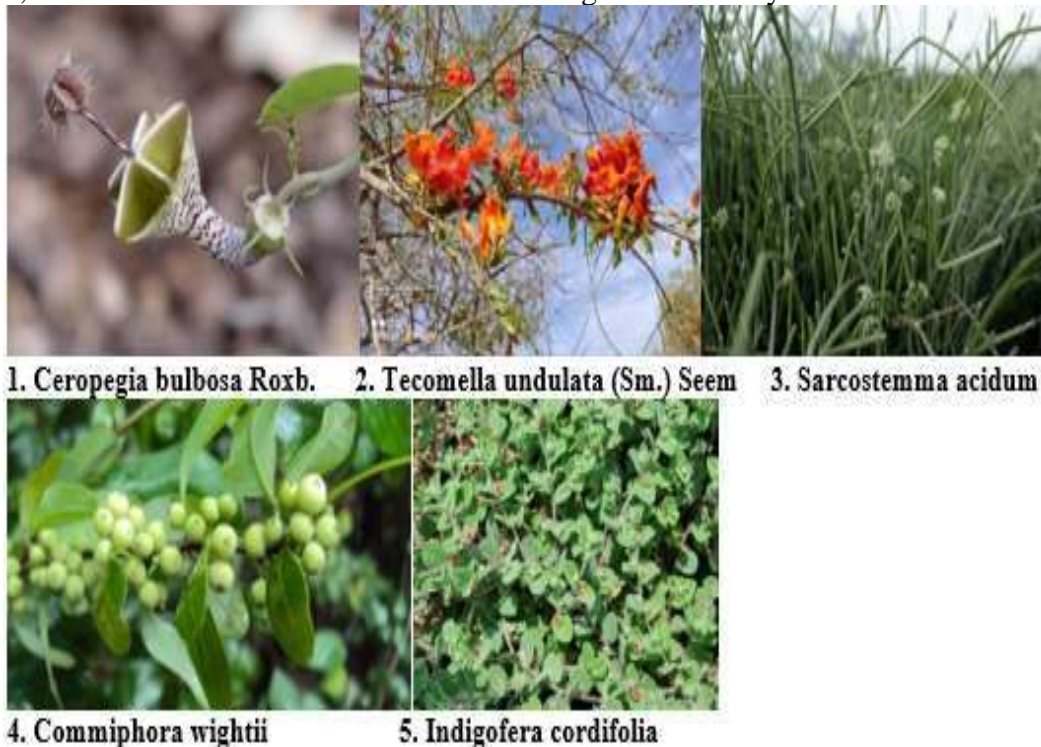 1. Ceropegia bulbosa Roxb. 2. Tecomella undulata (Sm.) Seem 3. Sarcostemma acidum
4. Commiphora wightii 5. Indigofera cordifolia